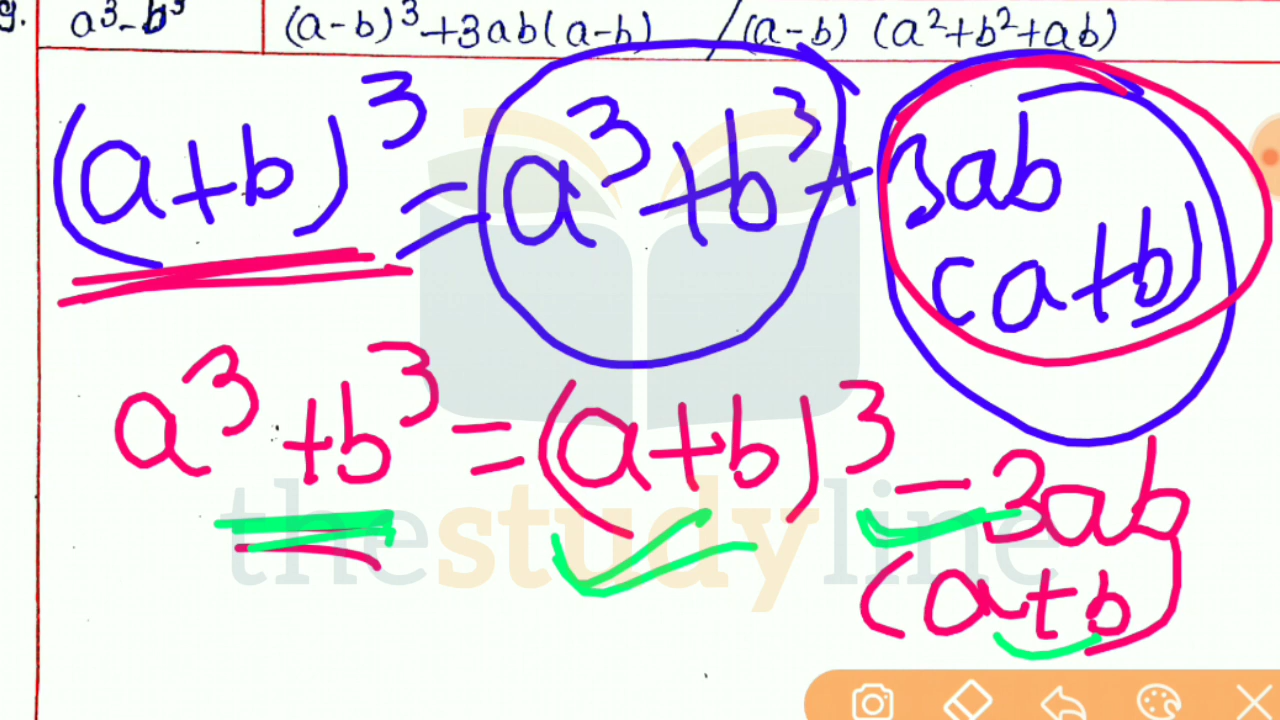 9. a³-b³ (a-b)³+3ab(a-b) /(a-b) (a²+b²+ab)
(a+b)³ = a³+b³+3ab
(a+b)
a³+b³ = (a+b)³ - 3ab
(a+b)
thestudyline